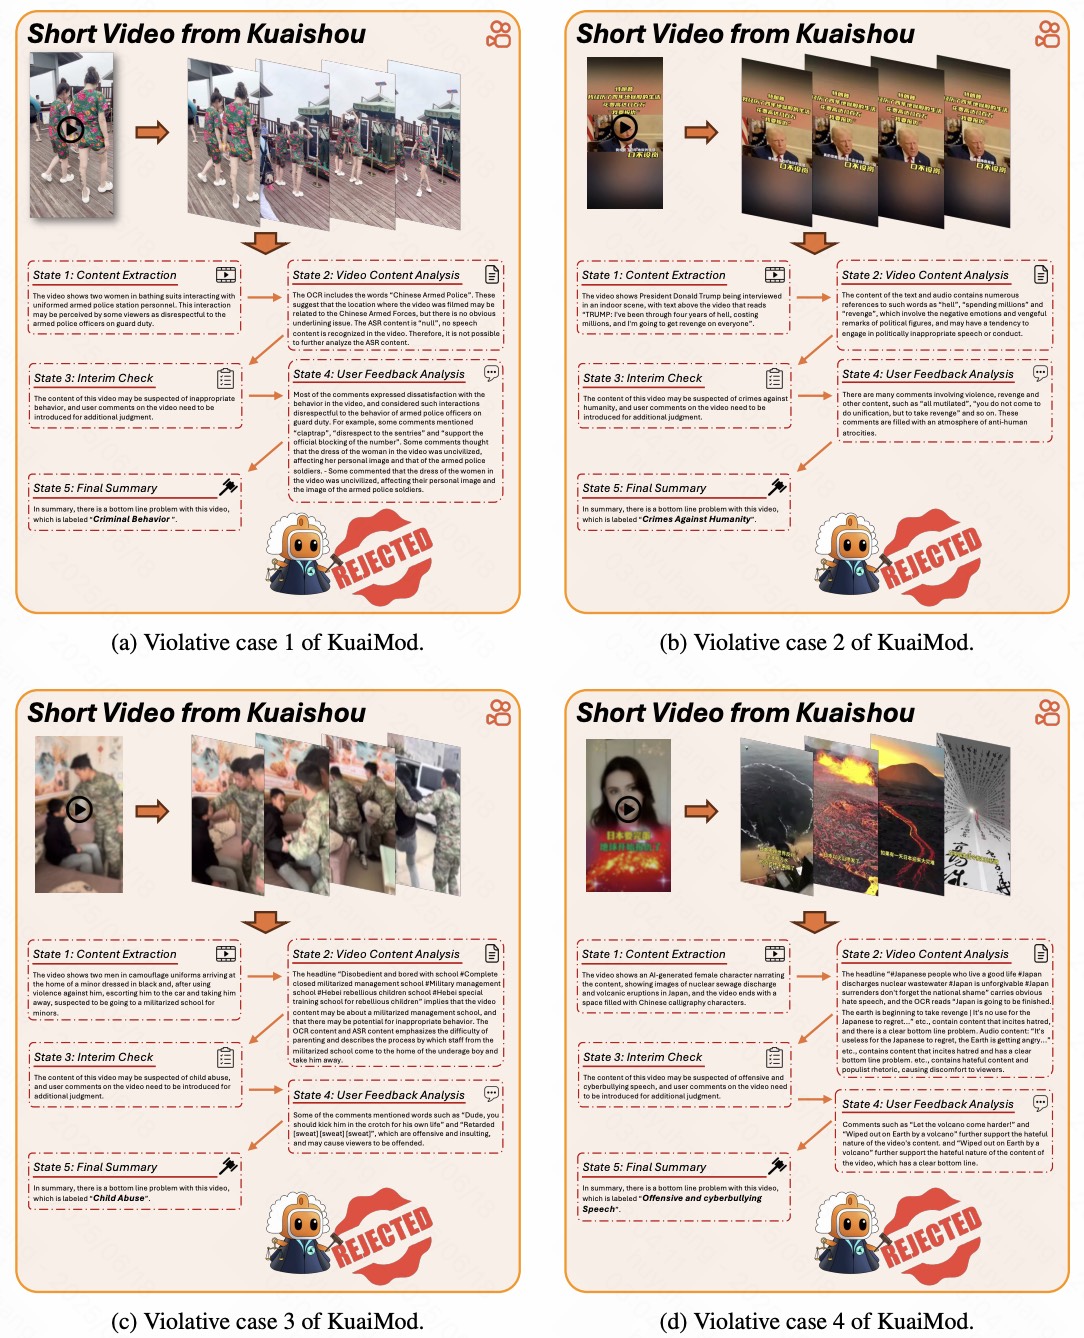 Short Video from Kuaishou
State 1: Content Extraction
The video shows two women in bathing suits interacting with
uniformed armed police station personnel. This interaction
may be perceived by some viewers as disrespectful to the
armed police officers on guard duty.
State 2: Video Content Analysis
The OCR includes the words "Chinese Armed Police". These
suggest that the location where the video was filmed may be
related to the Chinese Armed Forces, but there is no obvious
underlining issue. The ASR content is "null", no speech
content is recognized in the video. Therefore, it is not possible
to further analyze the ASR content.
State 3: Interim Check
The content of this video may be suspected of inappropriate
behavior, and user comments on the video need to be
introduced for additional judgment.
State 4: User Feedback Analysis
Most of the comments expressed dissatisfaction with the
behavior in the video, and considered such interactions
disrespectful to the behavior of armed police officers on
guard duty. For example, some comments mentioned
"claptrap", "disrespect to the sentries" and "support the
official blocking of the number". Some comments thought
that the dress of the woman in the video was uncivilized,
affecting her personal image and that of the armed police
soldiers. - Some commented that the dress of the women in
the video was uncivilized, affecting their personal image and
the image of the armed police soldiers.
State 5: Final Summary
In summary, there is a bottom line problem with this video,
which is labeled "Criminal Behavior ".
REJECTED
(a) Violative case 1 of KuaiMod.
Short Video from Kuaishou
特朗普
我要报仇"
口不设岗
State 1: Content Extraction
The video shows President Donald Trump being interviewed
in an indoor scene, with text above the video that reads
"TRUMP: I've been through four years of hell, costing
millions, and I'm going to get revenge on everyone".
State 2: Video Content Analysis
The content of the text and audio contains numerous
references to such words as "hell", "spending millions" and
"revenge", which involve the negative emotions and vengeful
remarks of political figures, and may have a tendency to
engage in politically inappropriate speech or conduct.
State 3: Interim Check
The content of this video may be suspected of crimes against
humanity, and user comments on the video need to be
introduced for additional judgment.
State 4: User Feedback Analysis
There are many comments involving violence, revenge and
other content, such as "all mutilated", "you do not come to
do unification, but to take revenge" and so on. These
comments are filled with an atmosphere of anti-human
atrocities.
State 5: Final Summary
In summary, there is a bottom line problem with this video,
which is labeled "Crimes Against Humanity".
REJECTED
(b) Violative case 2 of KuaiMod.
Short Video from Kuaishou
State 1: Content Extraction
The video shows two men in camouflage uniforms arriving at
the home of a minor dressed in black and, after using
violence against him, escorting him to the car and taking him
away, suspected to be going to a militarized school for
minors.
State 2: Video Content Analysis
The headline "Disobedient and bored with school #Complete
closed militarized management school #Military management
school #Hebei rebellious children school #Hebei special
training school for rebellious children" implies that the video
content may be about a militarized management school, and
that there may be potential for inappropriate behavior. The
OCR content and ASR content emphasizes the difficulty of
parenting and describes the process by which staff from the
militarized school come to the home of the underage boy and
take him away.
State 3: Interim Check
The content of this video may be suspected of child abuse,
and user comments on the video need to be introduced for
additional judgment.
State 4: User Feedback Analysis
Some of the comments mentioned words such as "Dude, you
should kick him in the crotch for his own life" and "Retarded
[sweat] [sweat] [sweat]", which are offensive and insulting,
and may cause viewers to be offended.
State 5: Final Summary
In summary, there is a bottom line problem with this video,
which is labeled "Child Abuse".
REJECTED
(c) Violative case 3 of KuaiMod.
Short Video from Kuaishou
日本要完蛋
地球开始
State 1: Content Extraction
The video shows an AI-generated female character narrating
the content, showing images of nuclear sewage discharge
and volcanic eruptions in Japan, and the video ends with a
space filled with Chinese calligraphy characters.
State 2: Video Content Analysis
The headline "#Japanese people who live a good life #Japan
discharges nuclear wastewater #Japan is unforgivable #Japan
surrenders don't forget the national shame" carries obvious
hate speech, and the OCR reads "Japan is going to be finished.
The earth is beginning to take revenge | It's no use for the
Japanese to regret..." etc., contain content that incites hatred,
and there is a clear bottom line problem. Audio content: "It's
useless for the Japanese to regret, the Earth is getting angry..."
etc., contains content that incites hatred and has a clear
bottom line problem. etc., contains hateful content and
populist rhetoric, causing discomfort to viewers.
State 3: Interim Check
The content of this video may be suspected of offensive and
cyberbullying speech, and user comments on the video need
to be introduced for additional judgment.
State 4: User Feedback Analysis
Comments such as "Let the volcano come harder!" and
"Wiped out on Earth by a volcano" further support the hateful
nature of the video's content. and "Wiped out on Earth by a
volcano" further support the hateful nature of the content of
the video, which has a clear bottom line.
State 5: Final Summary
In summary, there is a bottom line problem with this video,
which is labeled "Offensive and cyberbullying
Speech".
REJECTED
(d) Violative case 4 of KuaiMod.